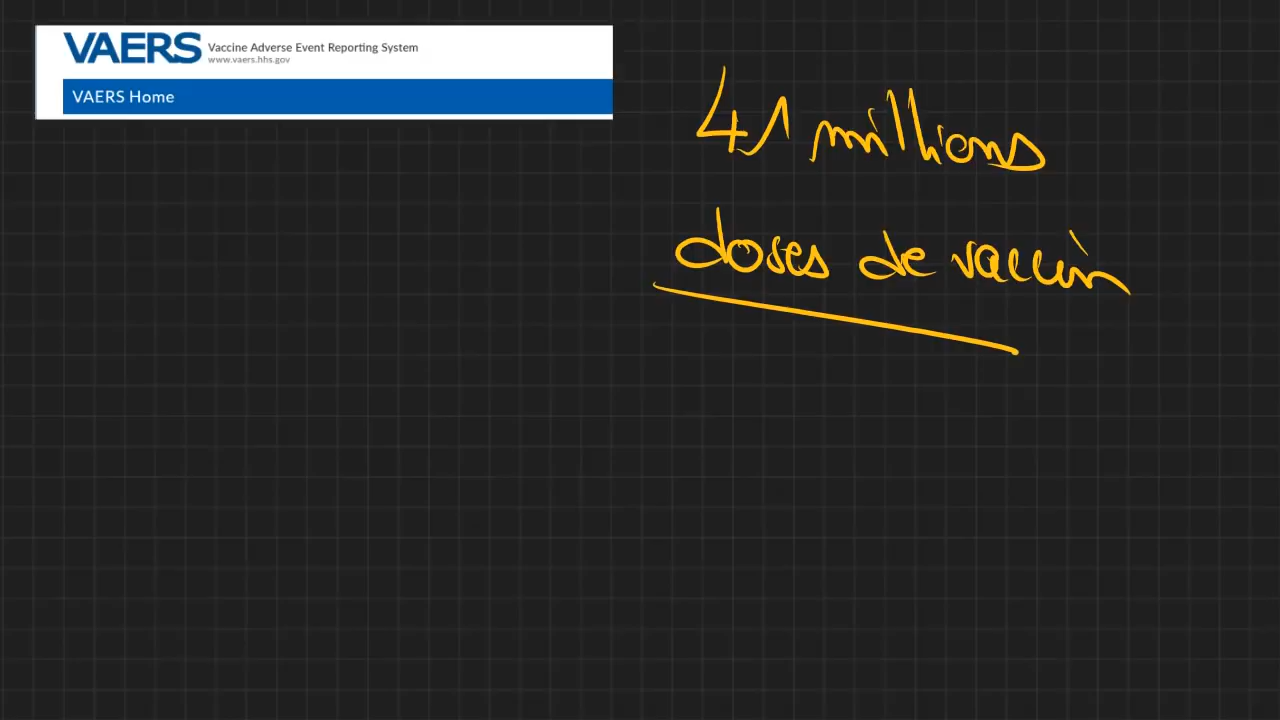 VAERS Vaccine Adverse Event Reporting System
www.vaers.hhs.gov
VAERS Home
41 millions
doses de vaccin